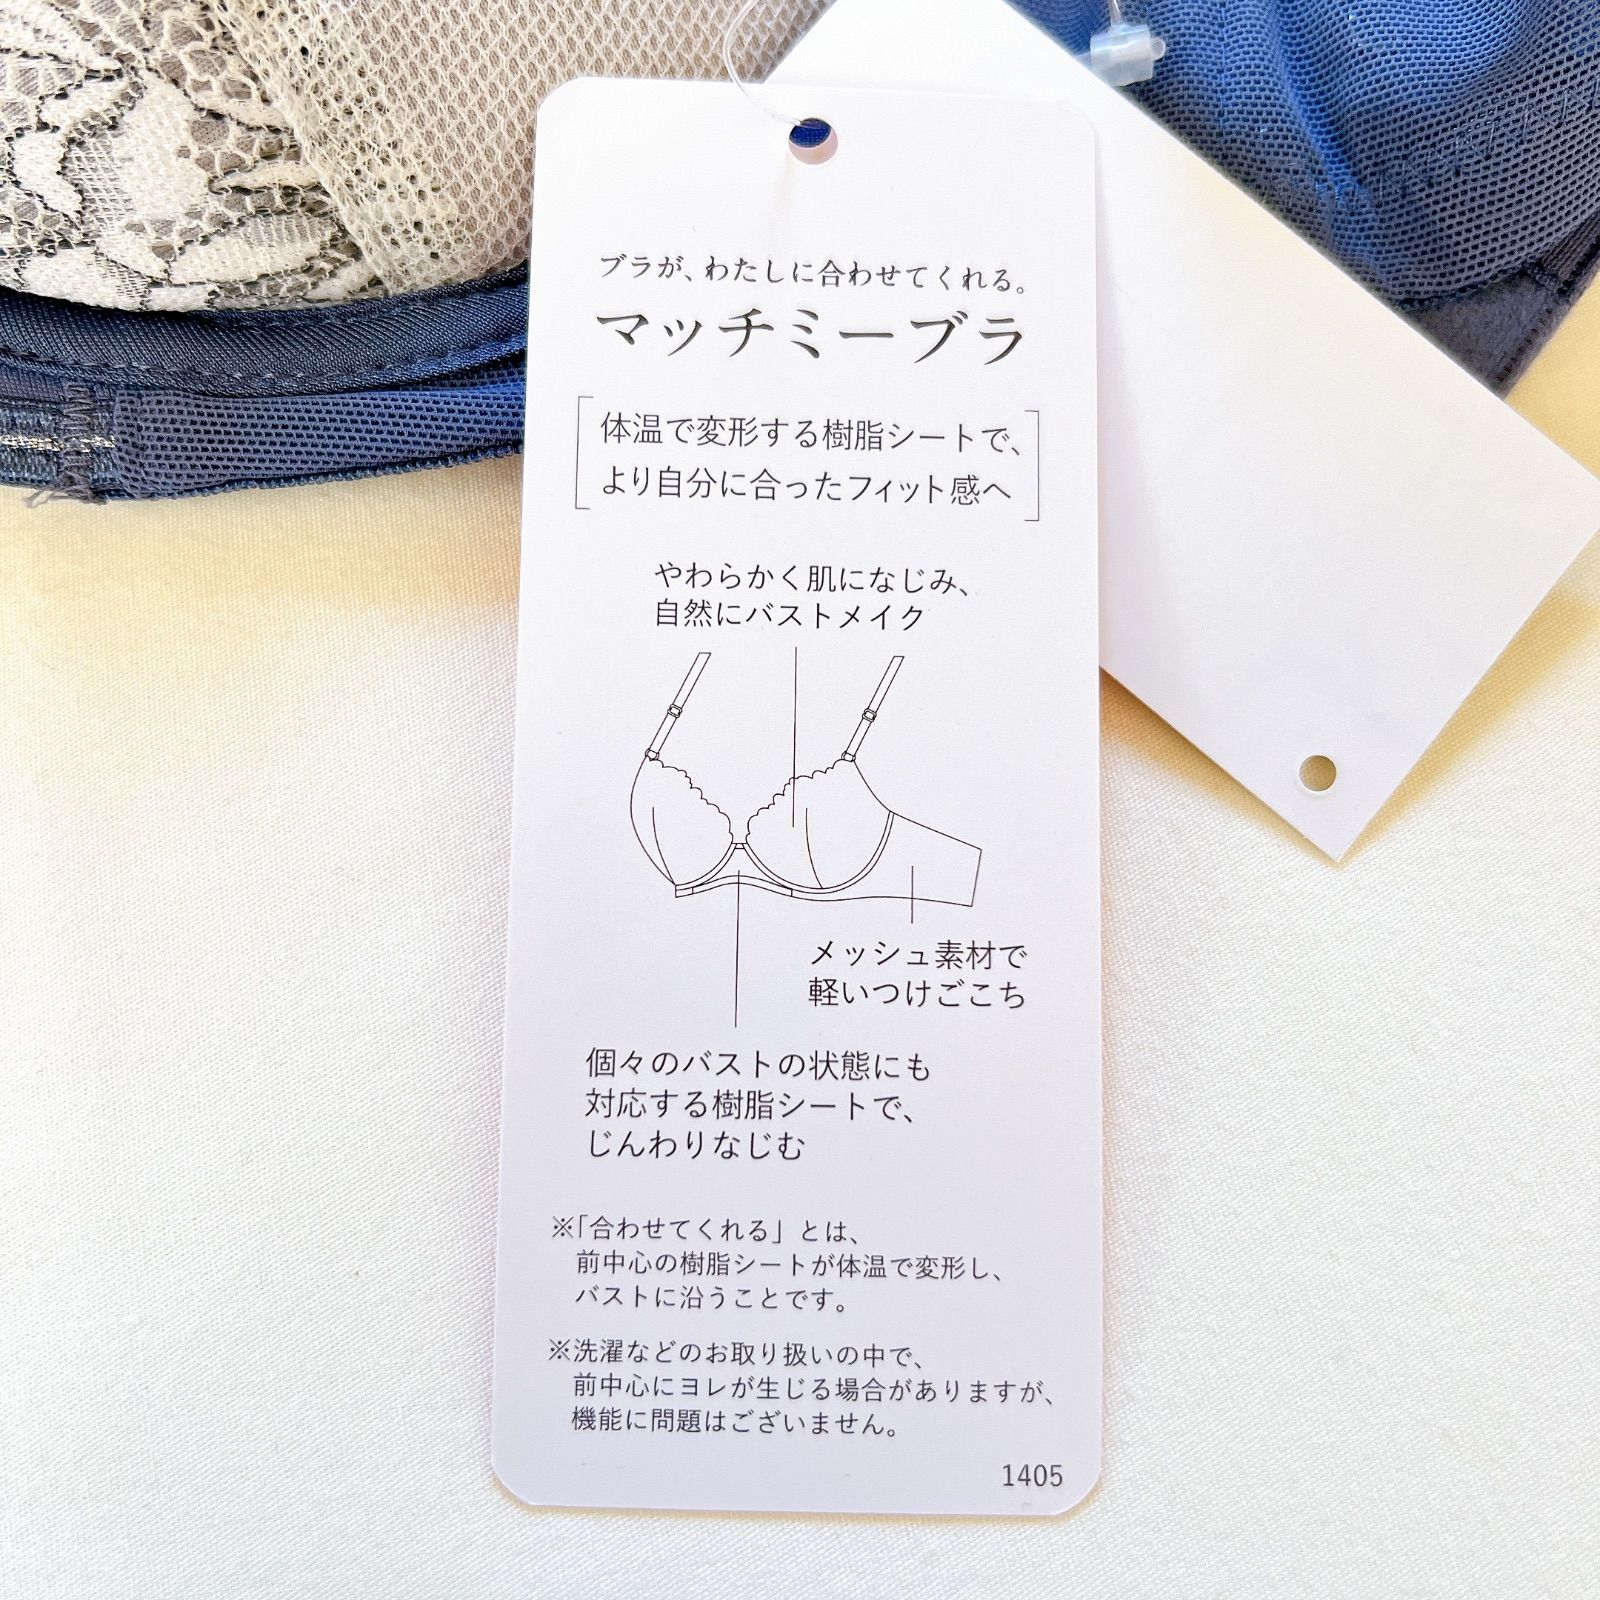 ブラが、わたしに合わせてくれる。
マッチミーブラ
体温で変形する樹脂シートで、
より自分に合ったフィット感へ
やわらかく肌になじみ、
自然にバストメイク
メッシュ素材で
軽いつけごこち
個々のバストの状態にも
対応する樹脂シートで、
じんわりなじむ
※「合わせてくれる」とは、
前中心の樹脂シートが体温で変形し、
バストに沿うことです。
※洗濯などのお取り扱いの中で、
前中心にヨレが生じる場合がありますが、
機能に問題はございません。
1405